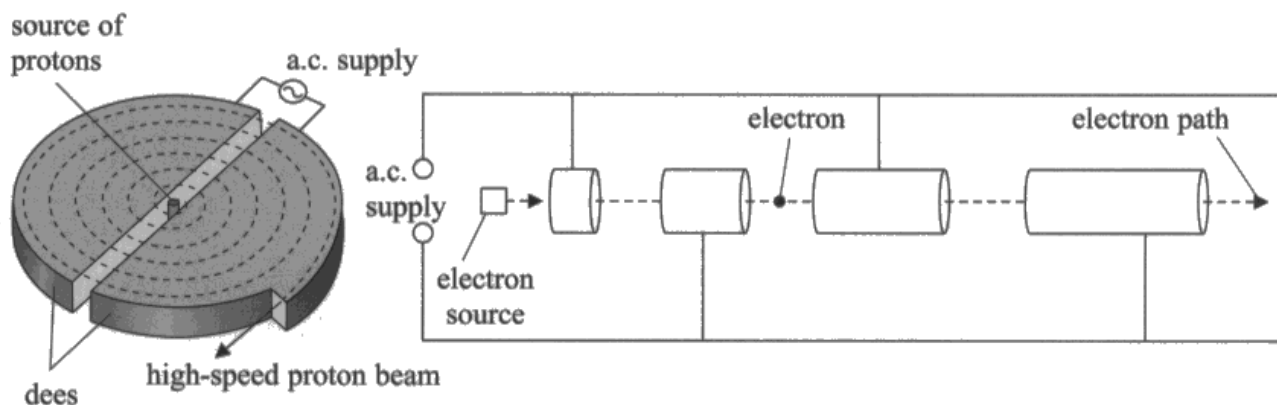 source of
protons
a.c. supply
dees
high-speed proton beam
a.c.
supply
electron
source
electron
electron path